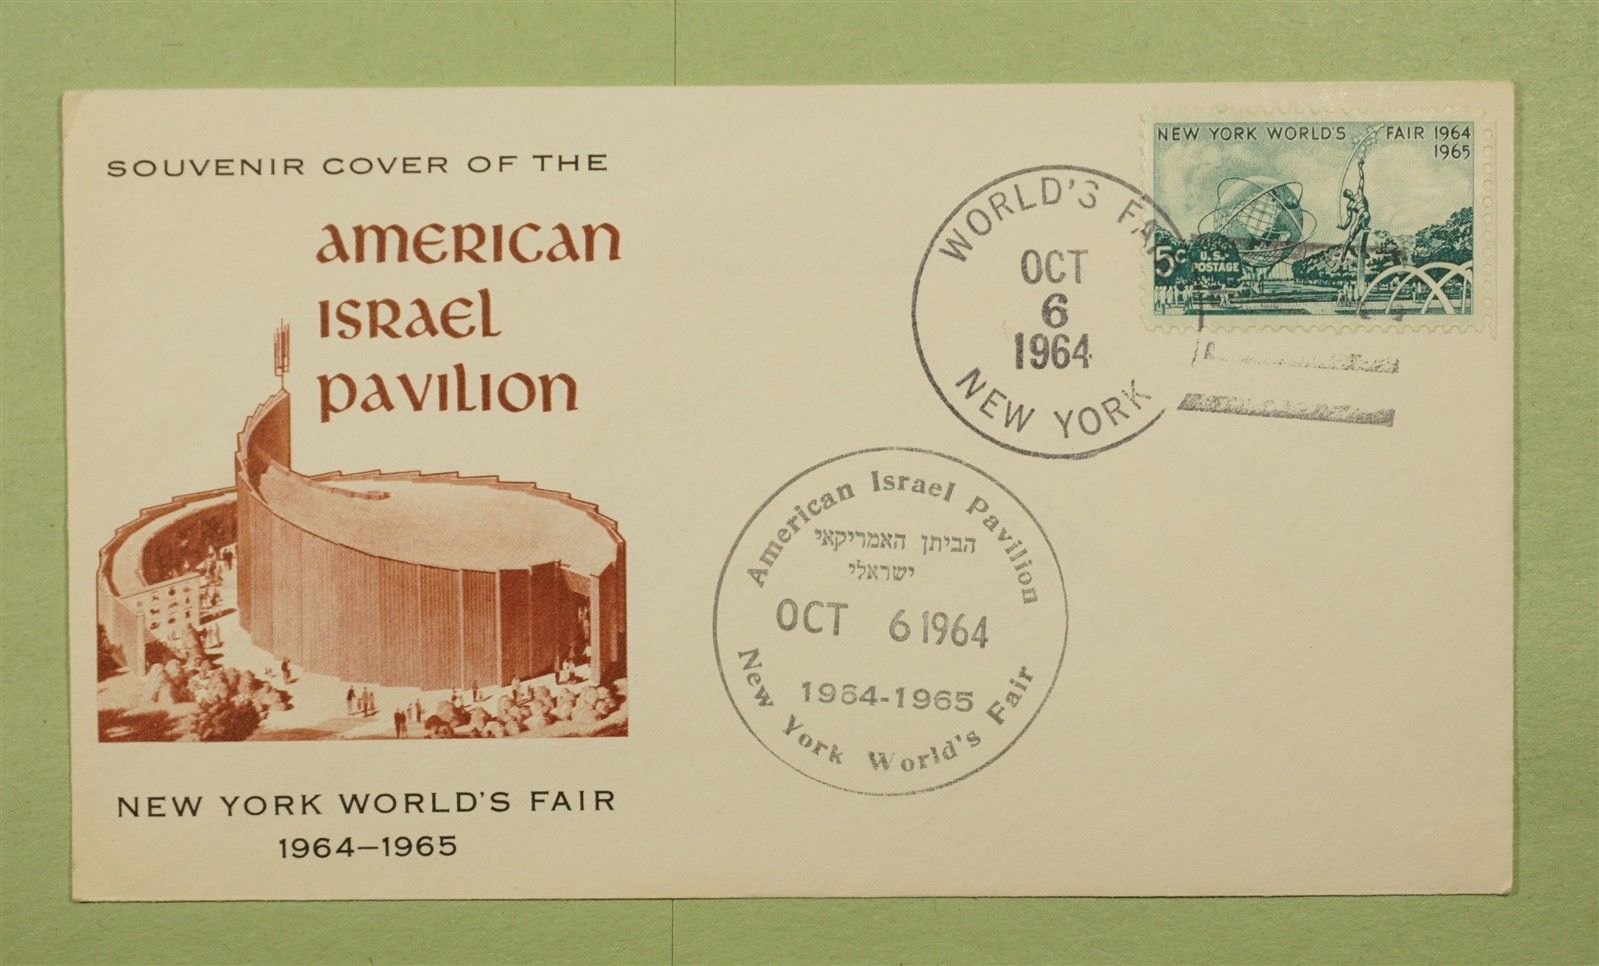 SOUVENIR COVER OF THE
AMERICAN
ISRAEL
PAVILION
NEW YORK WORLD'S FAIR
1964–1965
NEW YORK WORLD'S FAIR 1964
1965
5c U.S.
POSTAGE
WORLD'S FAIR
OCT
6
1964
NEW YORK
American Israel Pavilion
הביתן האמריקאי
ישראלי
OCT 6 1964
1964-1965
New York World's Fair